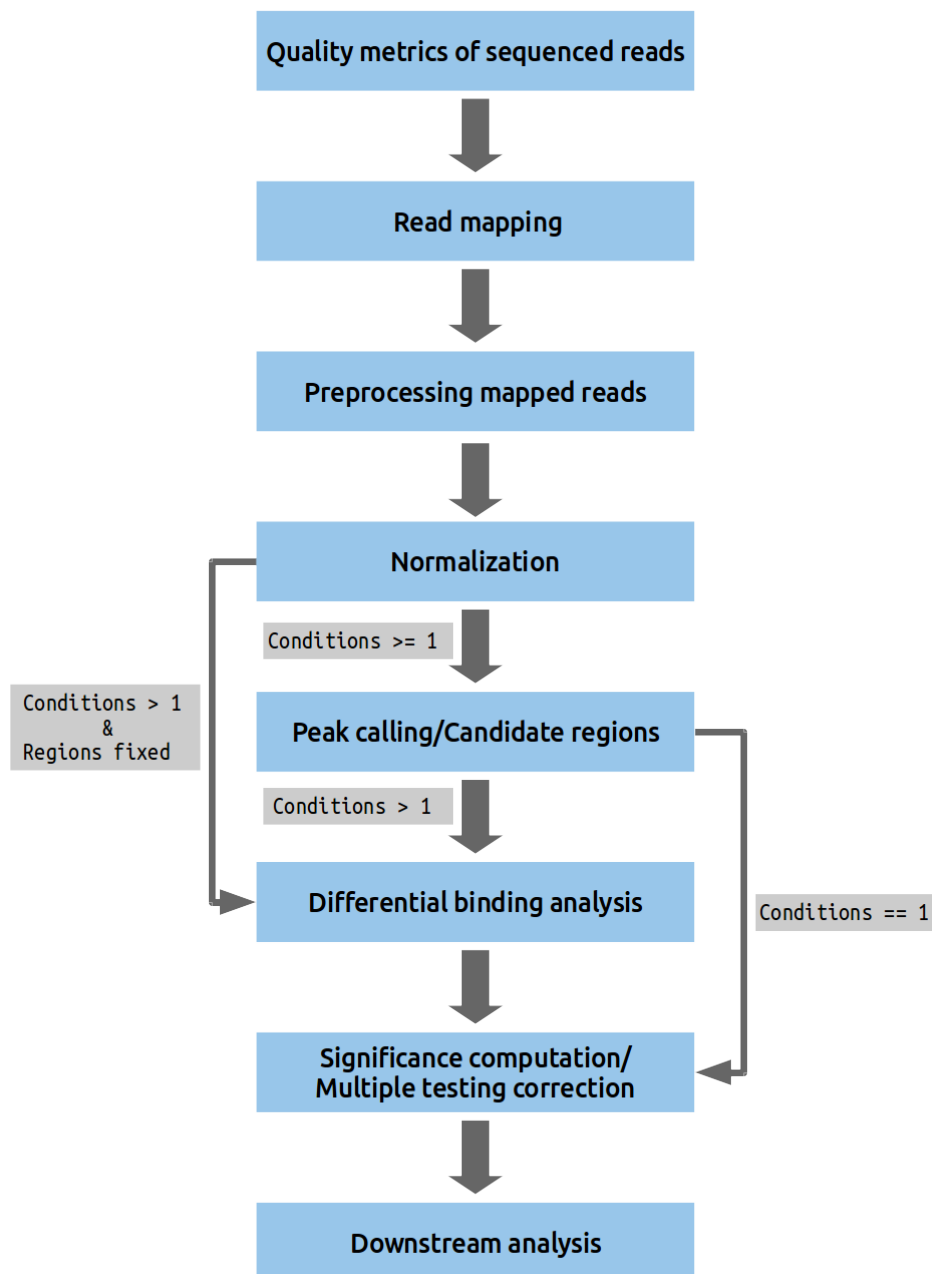 Quality metrics of sequenced reads
Read mapping
Preprocessing mapped reads
Normalization
Conditions >= 1
Conditions > 1
&
Regions fixed
Peak calling/Candidate regions
Conditions > 1
Differential binding analysis
Conditions == 1
Significance computation/
Multiple testing correction
Downstream analysis